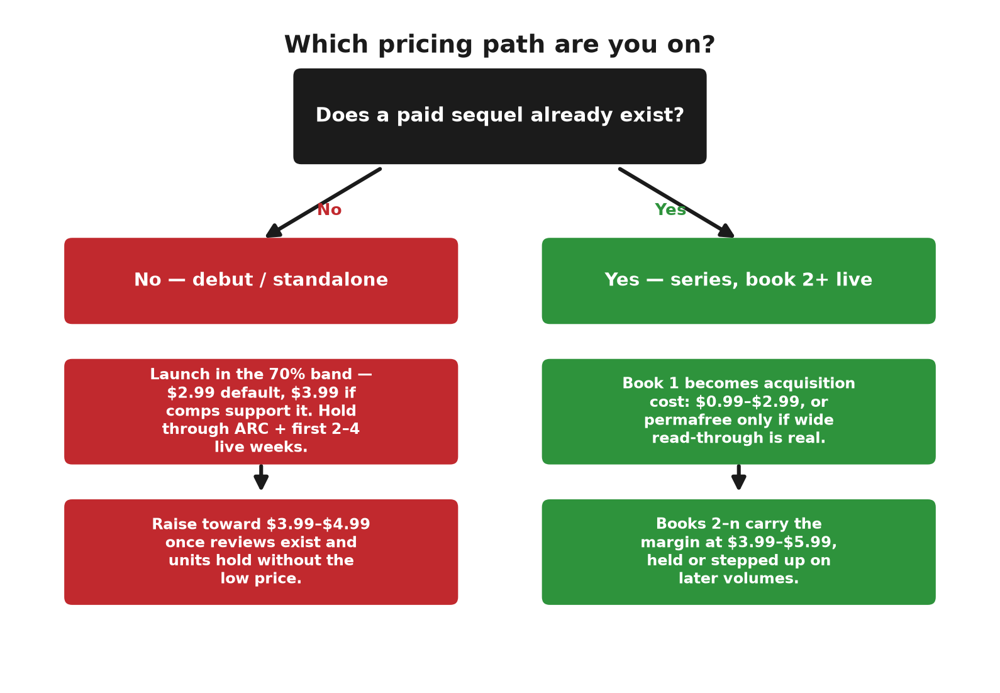 Which pricing path are you on?
Does a paid sequel already exist?
No
Yes
No — debut / standalone
Yes — series, book 2+ live
Launch in the 70% band —
$2.99 default, $3.99 if
comps support it. Hold
through ARC + first 2–4
live weeks.
Book 1 becomes acquisition
cost: $0.99–$2.99, or
permafree only if wide
read-through is real.
Raise toward $3.99–$4.99
once reviews exist and
units hold without the
low price.
Books 2–n carry the
margin at $3.99–$5.99,
held or stepped up on
later volumes.